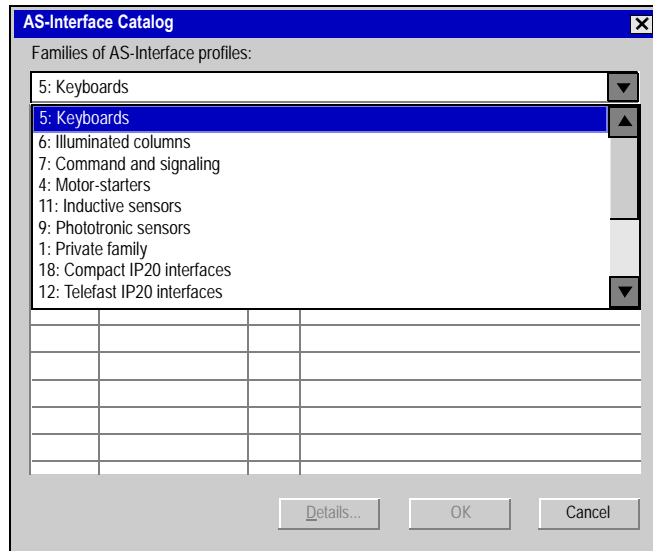 AS-Interface Catalog
Families of AS-Interface profiles:
5: Keyboards
5: Keyboards
6: Illuminated columns
7: Command and signaling
4: Motor-starters
11: Inductive sensors
9: Phototronic sensors
1: Private family
18: Compact IP20 interfaces
12: Telefast IP20 interfaces
Details... OK Cancel